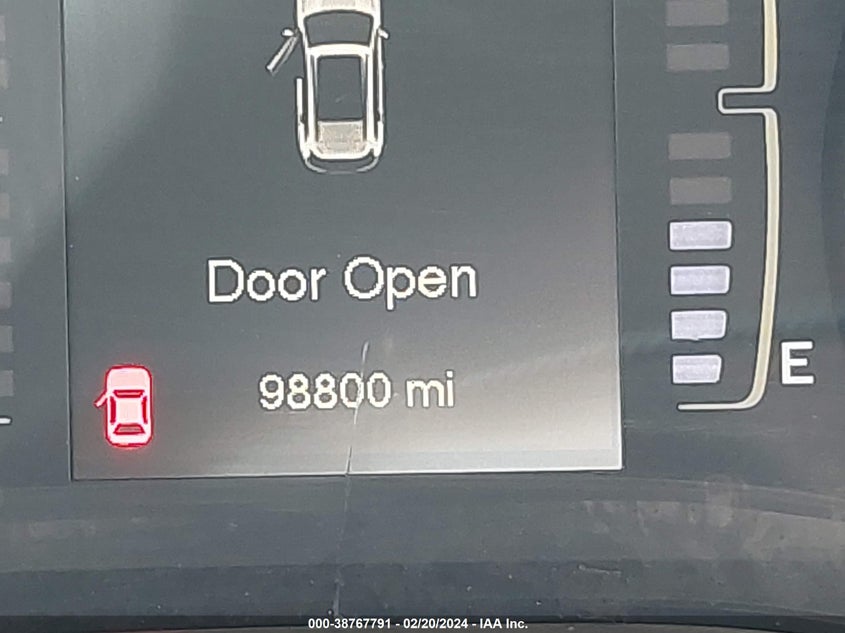 Door Open
98800 mi
E
000-38767791 - 02/20/2024 - IAA Inc.